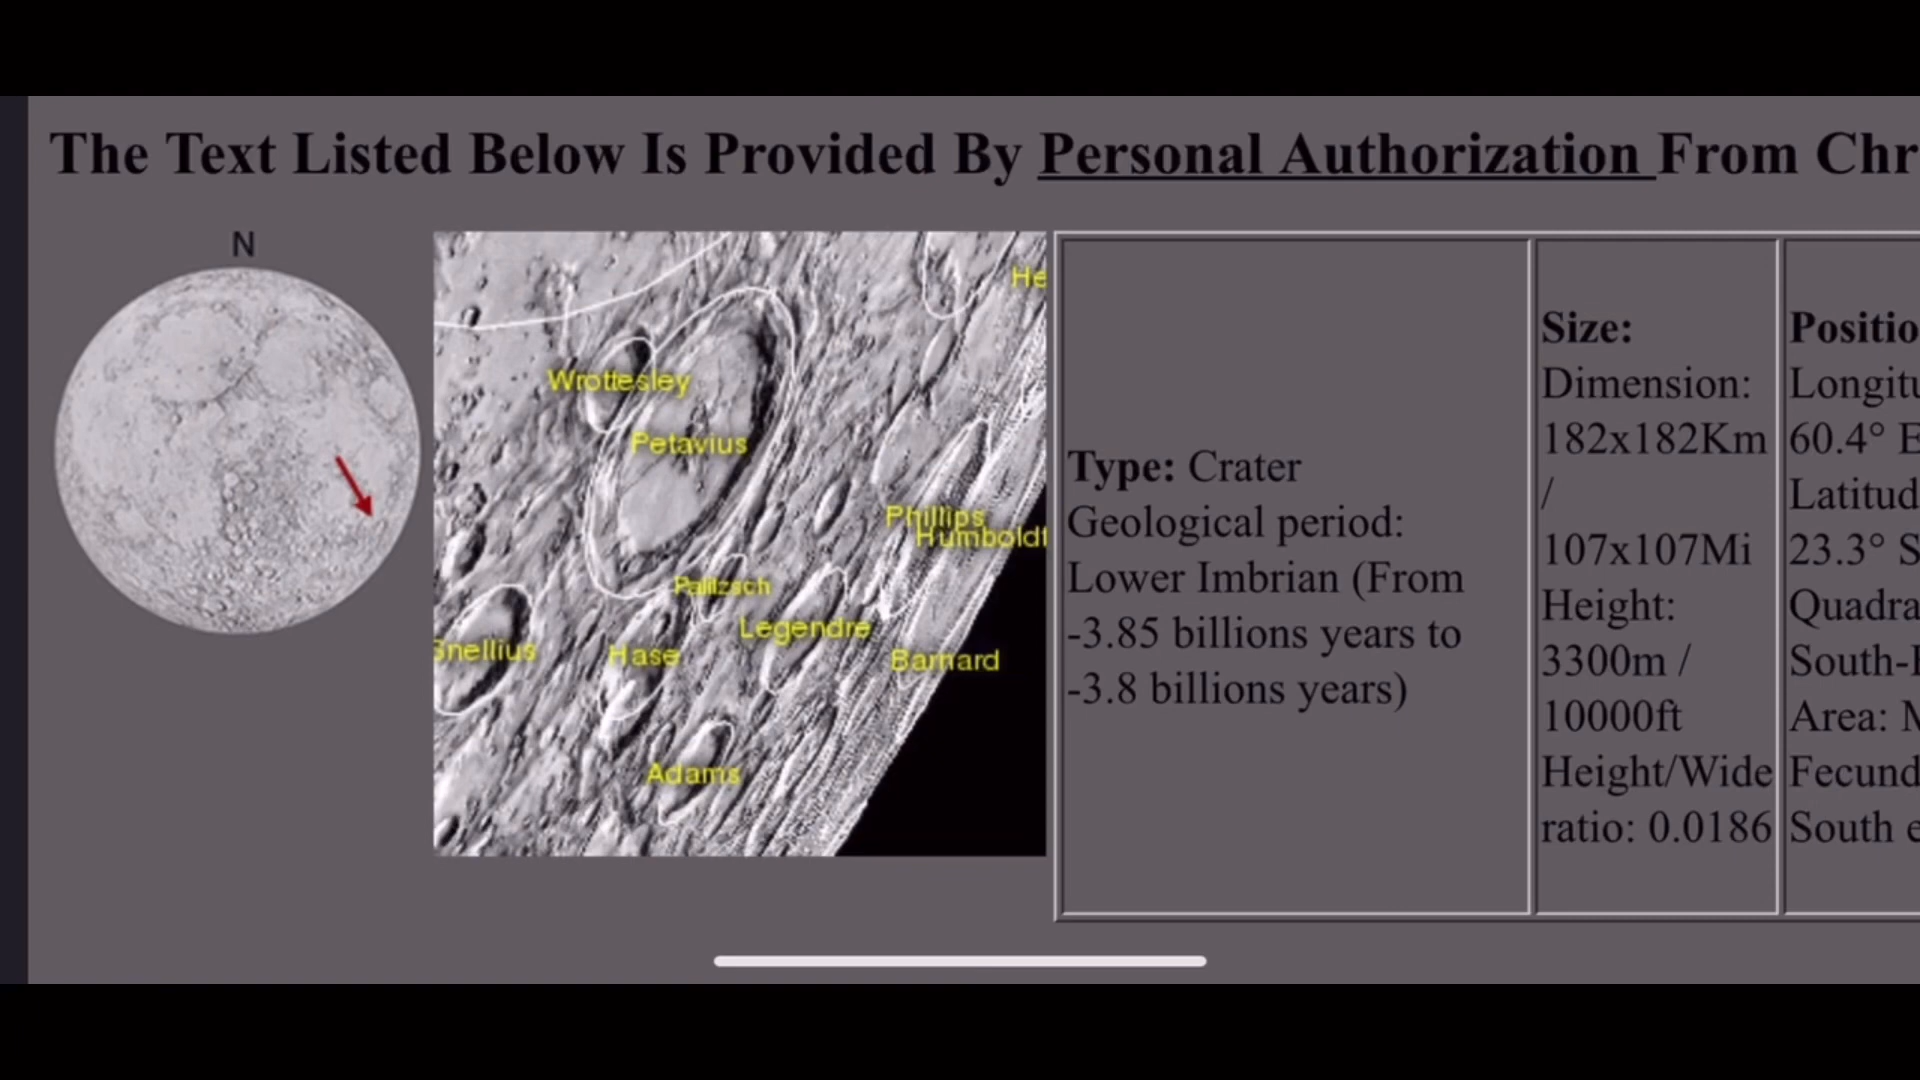 The Text Listed Below Is Provided By Personal Authorization From Chr
N
He
Wrottesley
Petavius
Phillips
Humboldt
Palitzsch
Legendre
Snellius
Hase
Barnard
Adams
Type: Crater
Geological period:
Lower Imbrian (From
-3.85 billions years to
-3.8 billions years)
Size:
Dimension:
182x182Km
/
107x107Mi
Height:
3300m /
10000ft
Height/Wide
ratio: 0.0186
Positio
Longitu
60.4° E
Latitud
23.3° S
Quadra
South-E
Area: M
Fecund
South e